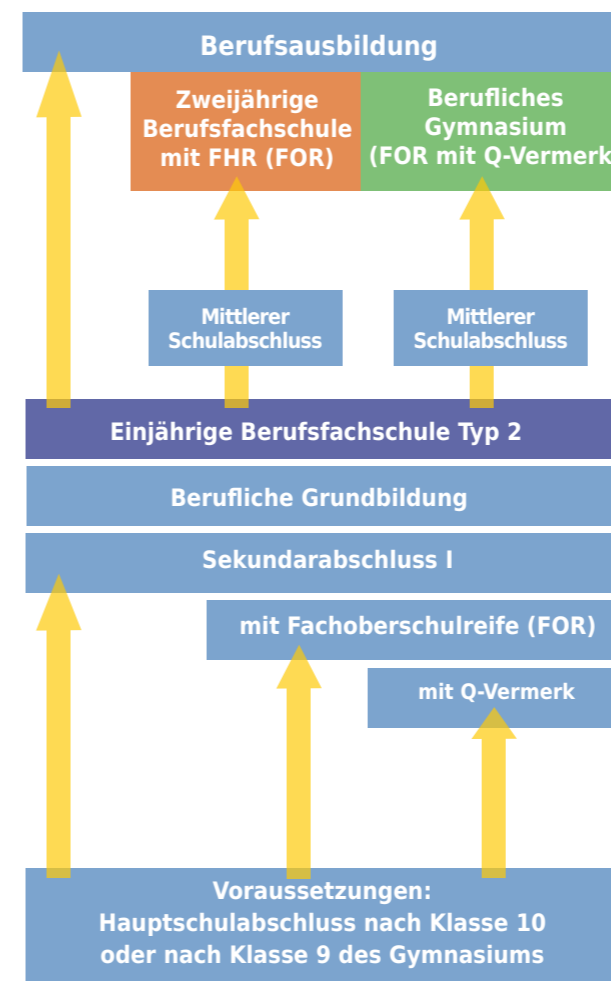 Berufsausbildung
Zweijährige
Berufsfachschule
mit FHR (FOR)
Berufliches
Gymnasium
(FOR mit Q-Vermerk
Mittlerer
Schulabschluss
Mittlerer
Schulabschluss
Einjährige Berufsfachschule Typ 2
Berufliche Grundbildung
Sekundarabschluss I
mit Fachoberschulreife (FOR)
mit Q-Vermerk
Voraussetzungen:
Hauptschulabschluss nach Klasse 10
oder nach Klasse 9 des Gymnasiums